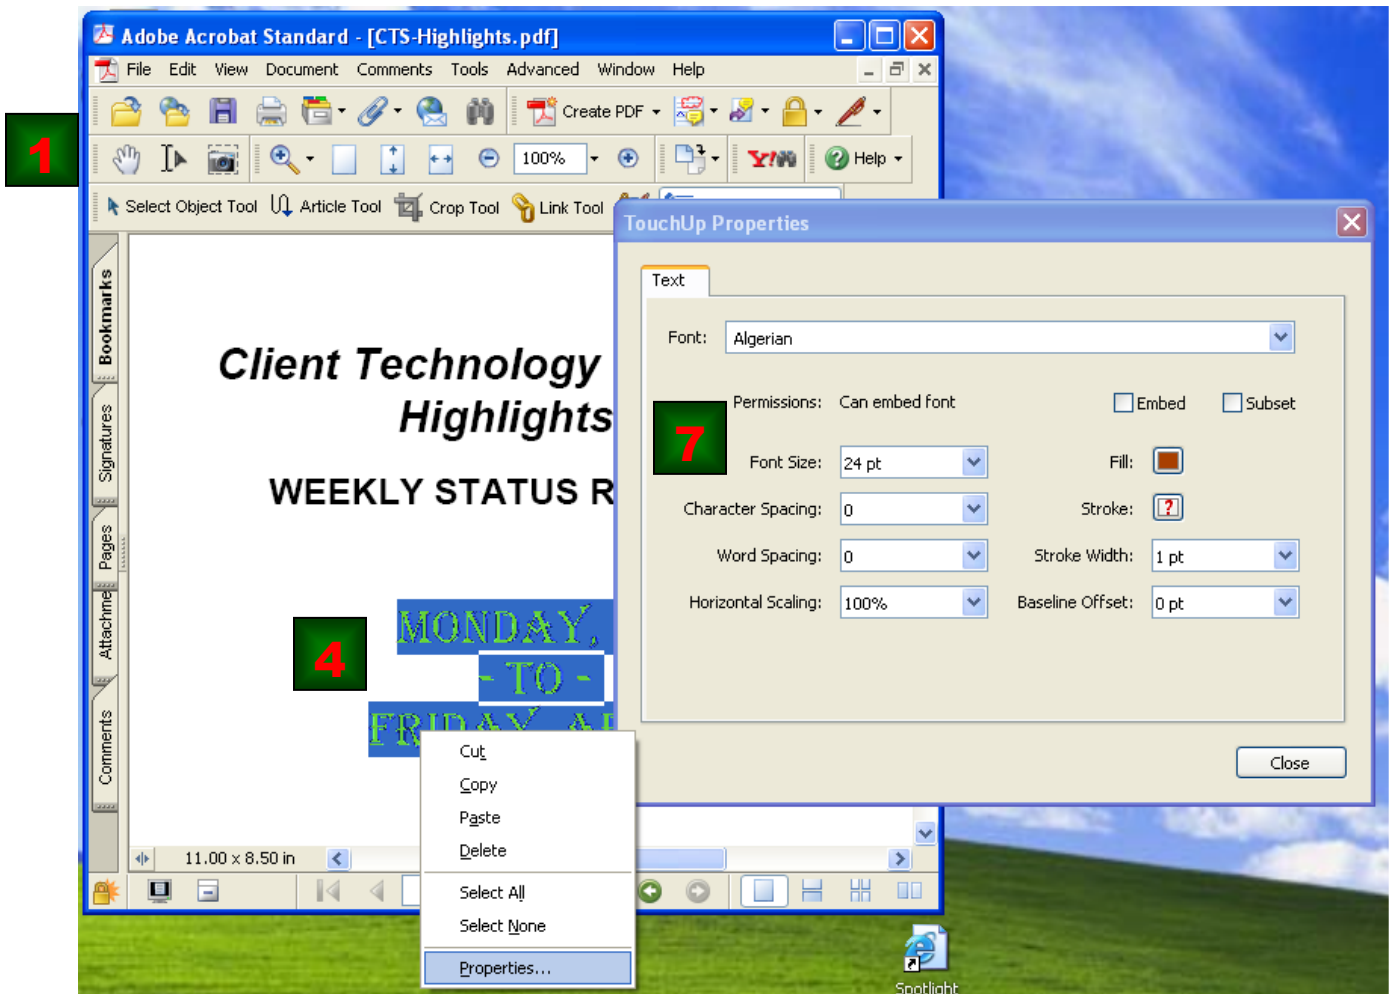 Adobe Acrobat Standard - [CTS-Highlights.pdf]
File Edit View Document Comments Tools Advanced Window Help
1
Create PDF
100%
Y! Help
Select Object Tool Article Tool Crop Tool Link Tool
TouchUp Properties
Text
Font: Algerian
Permissions: Can embed font Embed Subset
7
Font Size: 24 pt Fill:
Character Spacing: 0 Stroke: ?
Word Spacing: 0 Stroke Width: 1 pt
Horizontal Scaling: 100% Baseline Offset: 0 pt
Close
Bookmarks
Signatures
Pages
Attachme
Comments
Client Technology
Highlights
WEEKLY STATUS R
4
MONDAY,
- TO -
FRIDAY, AP
Cut
Copy
Paste
Delete
Select All
Select None
Properties...
11.00 x 8.50 in
Spotlight